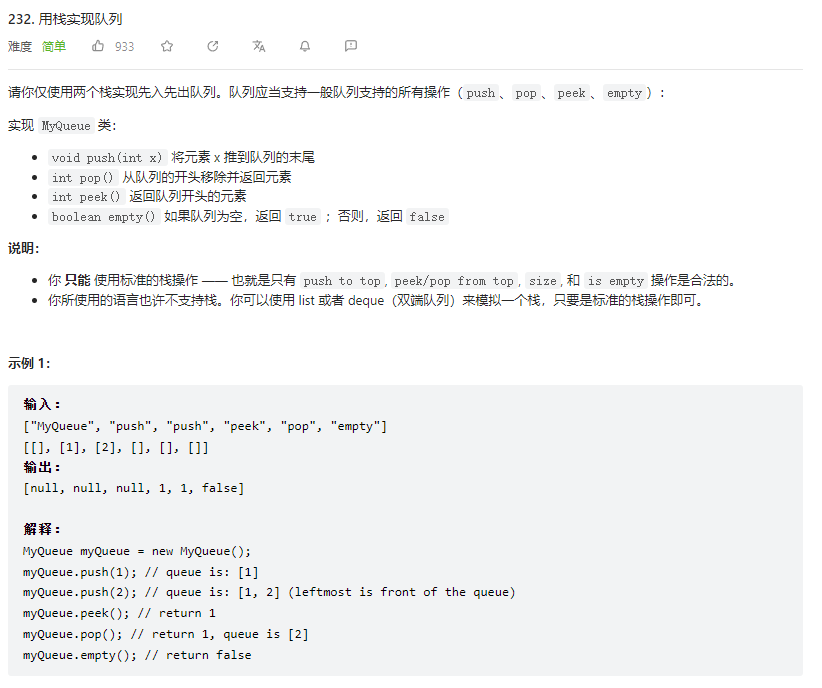 232. 用栈实现队列
难度 简单 933
请你仅使用两个栈实现先入先出队列。队列应当支持一般队列支持的所有操作（push、pop、peek、empty）：
实现 MyQueue 类：
void push(int x) 将元素 x 推到队列的末尾
int pop() 从队列的开头移除并返回元素
int peek() 返回队列开头的元素
boolean empty() 如果队列为空，返回 true ；否则，返回 false
说明：
你 只能 使用标准的栈操作 —— 也就是只有 push to top, peek/pop from top, size, 和 is empty 操作是合法的。
你所使用的语言也许不支持栈。你可以使用 list 或者 deque（双端队列）来模拟一个栈，只要是标准的栈操作即可。
示例 1：
输入：
["MyQueue", "push", "push", "peek", "pop", "empty"]
[[], [1], [2], [], [], []]
输出：
[null, null, null, 1, 1, false]
解释：
MyQueue myQueue = new MyQueue();
myQueue.push(1); // queue is: [1]
myQueue.push(2); // queue is: [1, 2] (leftmost is front of the queue)
myQueue.peek(); // return 1
myQueue.pop(); // return 1, queue is [2]
myQueue.empty(); // return false